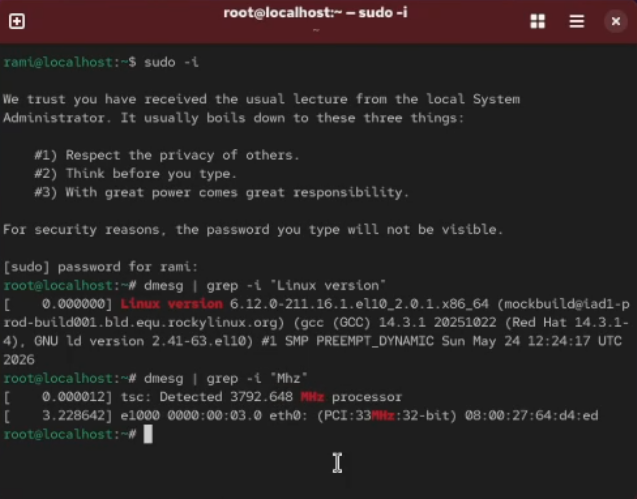 root@localhost:~ — sudo -i
~
rami@localhost:~$ sudo -i
We trust you have received the usual lecture from the local System
Administrator. It usually boils down to these three things:
#1) Respect the privacy of others.
#2) Think before you type.
#3) With great power comes great responsibility.
For security reasons, the password you type will not be visible.
[sudo] password for rami:
root@localhost:~# dmesg | grep -i "Linux version"
[    0.000000] Linux version 6.12.0-211.16.1.el10_2.0.1.x86_64 (mockbuild@iad1-p
rod-build001.bld.equ.rockylinux.org) (gcc (GCC) 14.3.1 20251022 (Red Hat 14.3.1-
4), GNU ld version 2.41-63.el10) #1 SMP PREEMPT_DYNAMIC Sun May 24 12:24:17 UTC
2026
root@localhost:~# dmesg | grep -i "Mhz"
[    0.000012] tsc: Detected 3792.648 MHz processor
[    3.228642] e1000 0000:00:03.0 eth0: (PCI:33MHz:32-bit) 08:00:27:64:d4:ed
root@localhost:~#